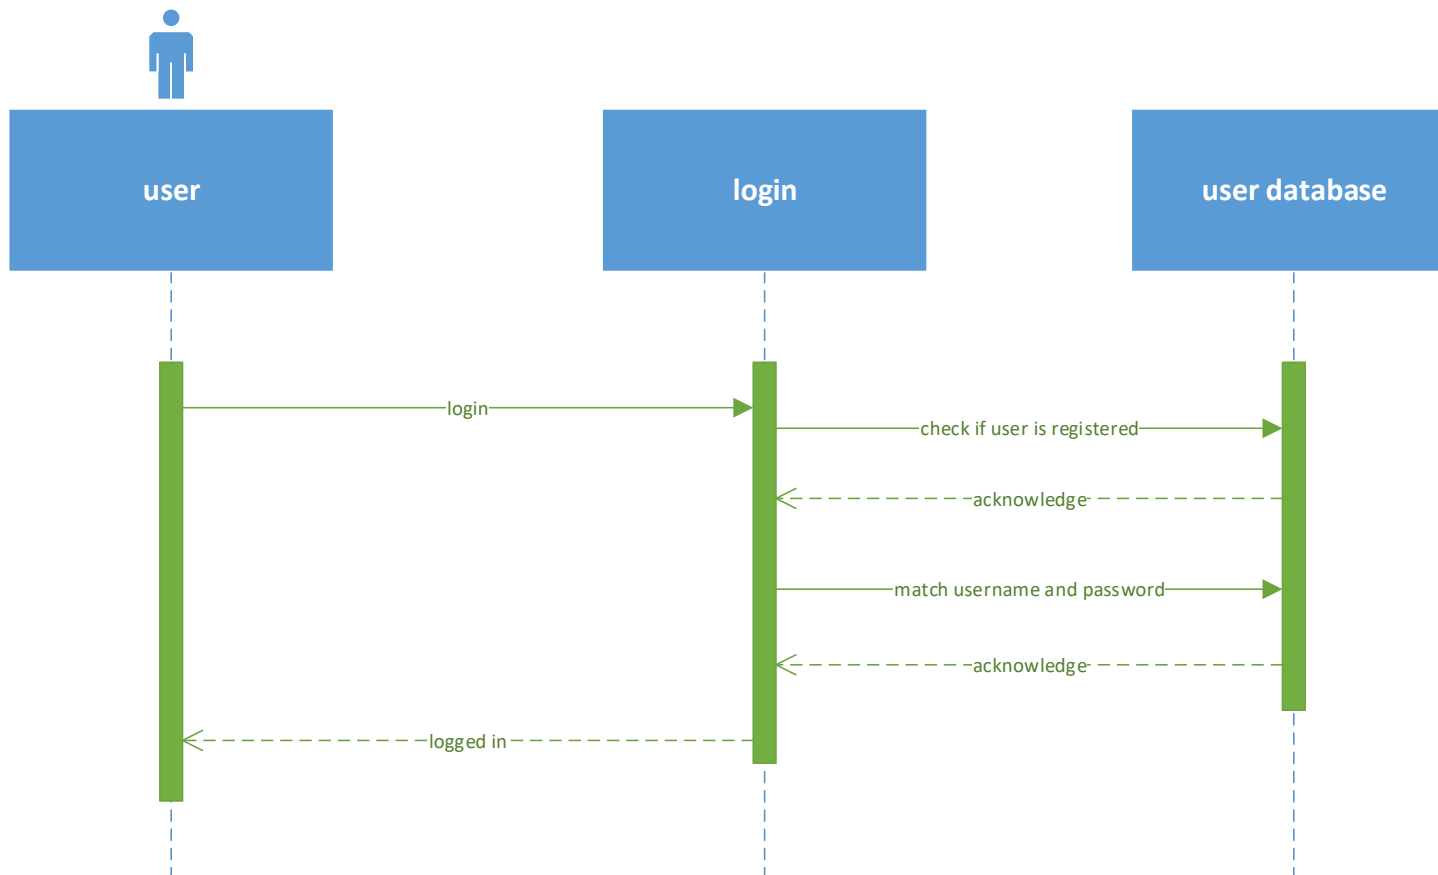 user
login
user database
login
check if user is registered
acknowledge
match username and password
acknowledge
logged in